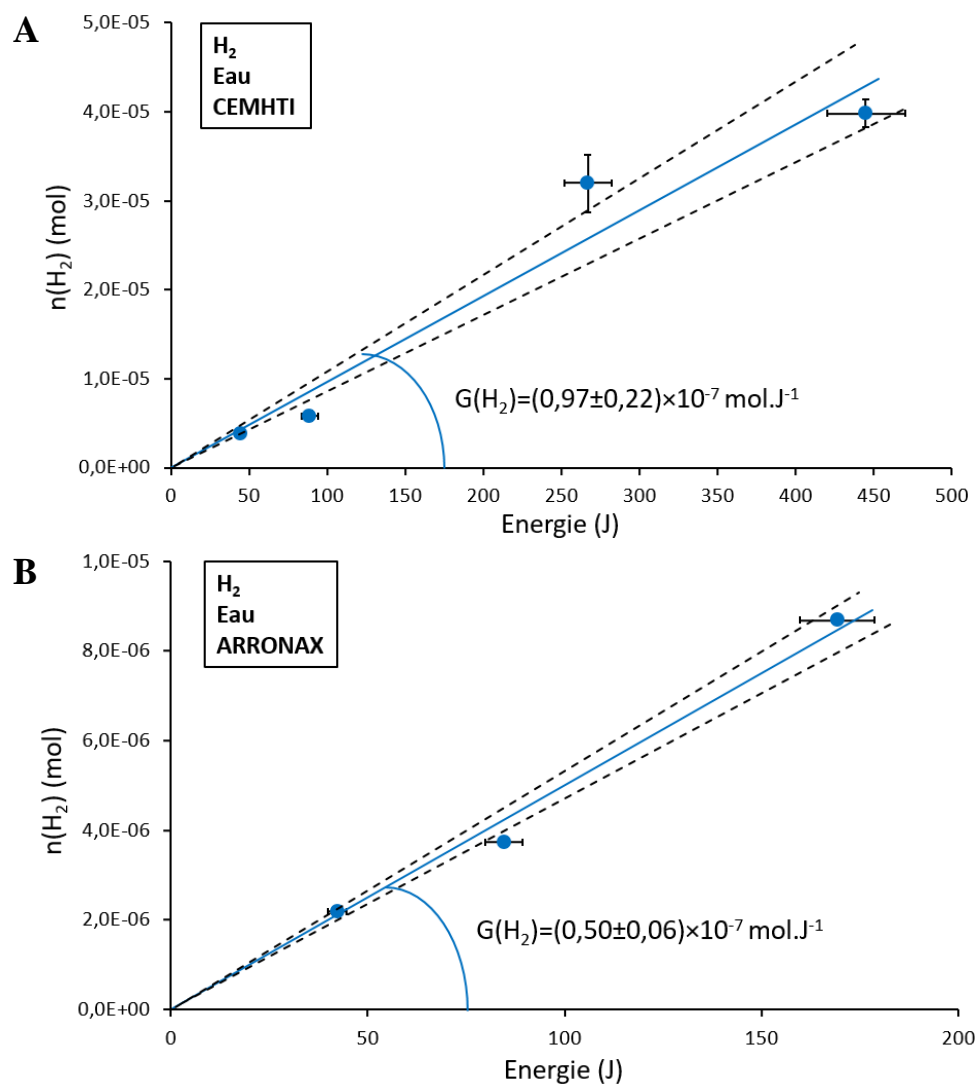 A
H₂
Eau
CEMHTI
n(H₂) (mol)
5,0E-05
4,0E-05
3,0E-05
2,0E-05
1,0E-05
0,0E+00
G(H₂)=(0,97±0,22)×10⁻⁷ mol.J⁻¹
0 50 100 150 200 250 300 350 400 450 500
Energie (J)
B
H₂
Eau
ARRONAX
n(H₂) (mol)
1,0E-05
8,0E-06
6,0E-06
4,0E-06
2,0E-06
0,0E+00
G(H₂)=(0,50±0,06)×10⁻⁷ mol.J⁻¹
0 50 100 150 200
Energie (J)